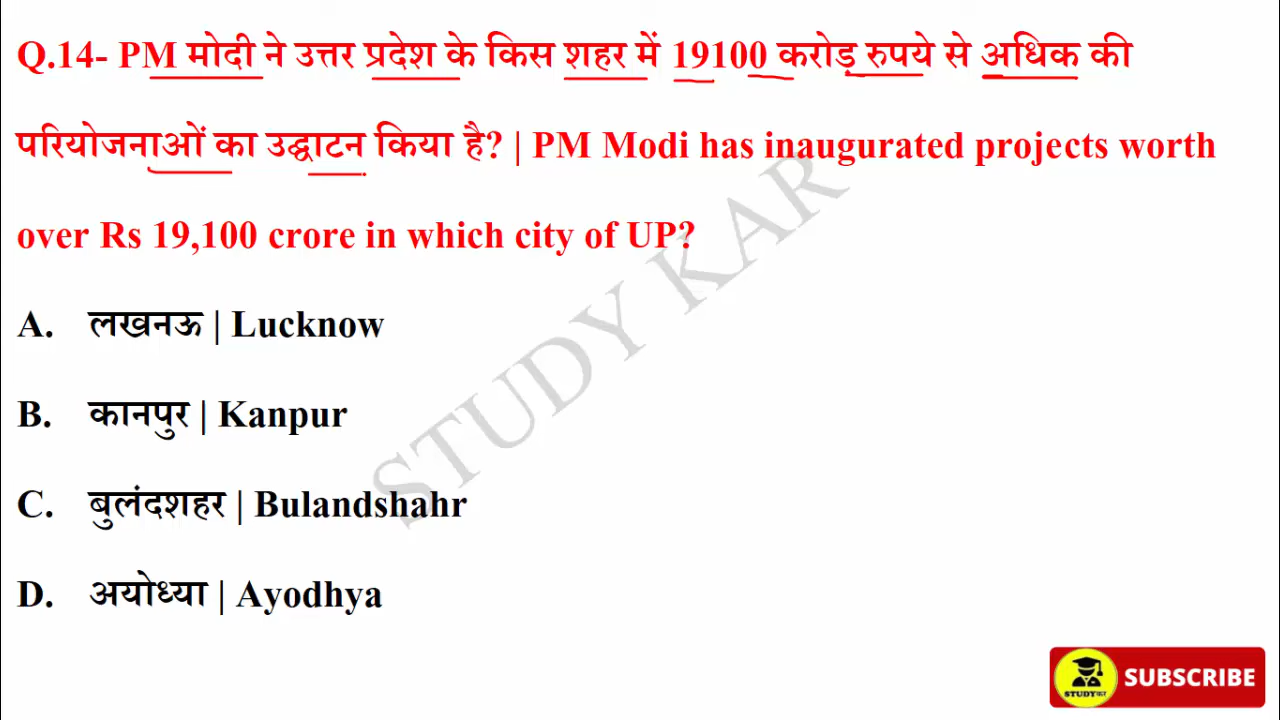 Q.14- PM मोदी ने उत्तर प्रदेश के किस शहर में 19100 करोड़ रुपये से अधिक की
परियोजनाओं का उद्घाटन किया है? | PM Modi has inaugurated projects worth
over Rs 19,100 crore in which city of UP?
A. लखनऊ | Lucknow
B. कानपुर | Kanpur
C. बुलंदशहर | Bulandshahr
D. अयोध्या | Ayodhya
STUDY KAR
STUDYकर
SUBSCRIBE